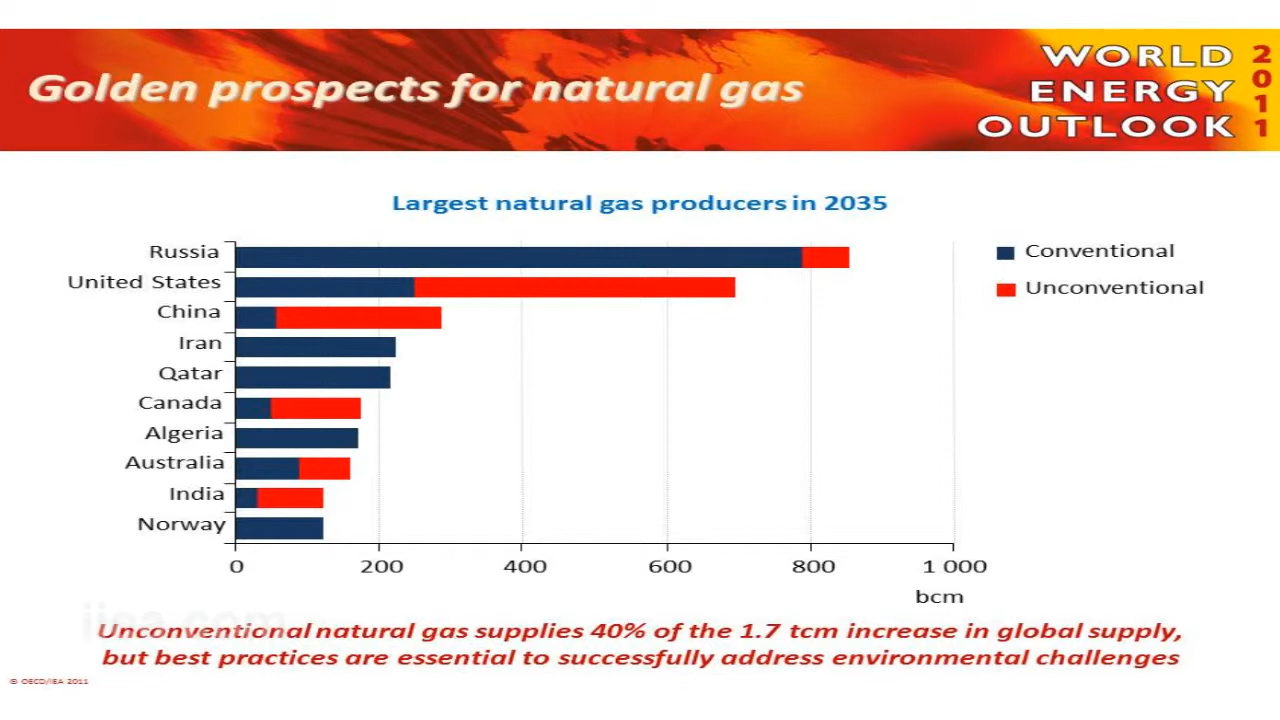 Golden prospects for natural gas
WORLD
ENERGY
OUTLOOK
2011
Largest natural gas producers in 2035
Russia
United States
China
Iran
Qatar
Canada
Algeria
Australia
India
Norway
Conventional
Unconventional
0 200 400 600 800 1 000
bcm
iiea.com
Unconventional natural gas supplies 40% of the 1.7 tcm increase in global supply,
but best practices are essential to successfully address environmental challenges
© OECD/IEA 2011